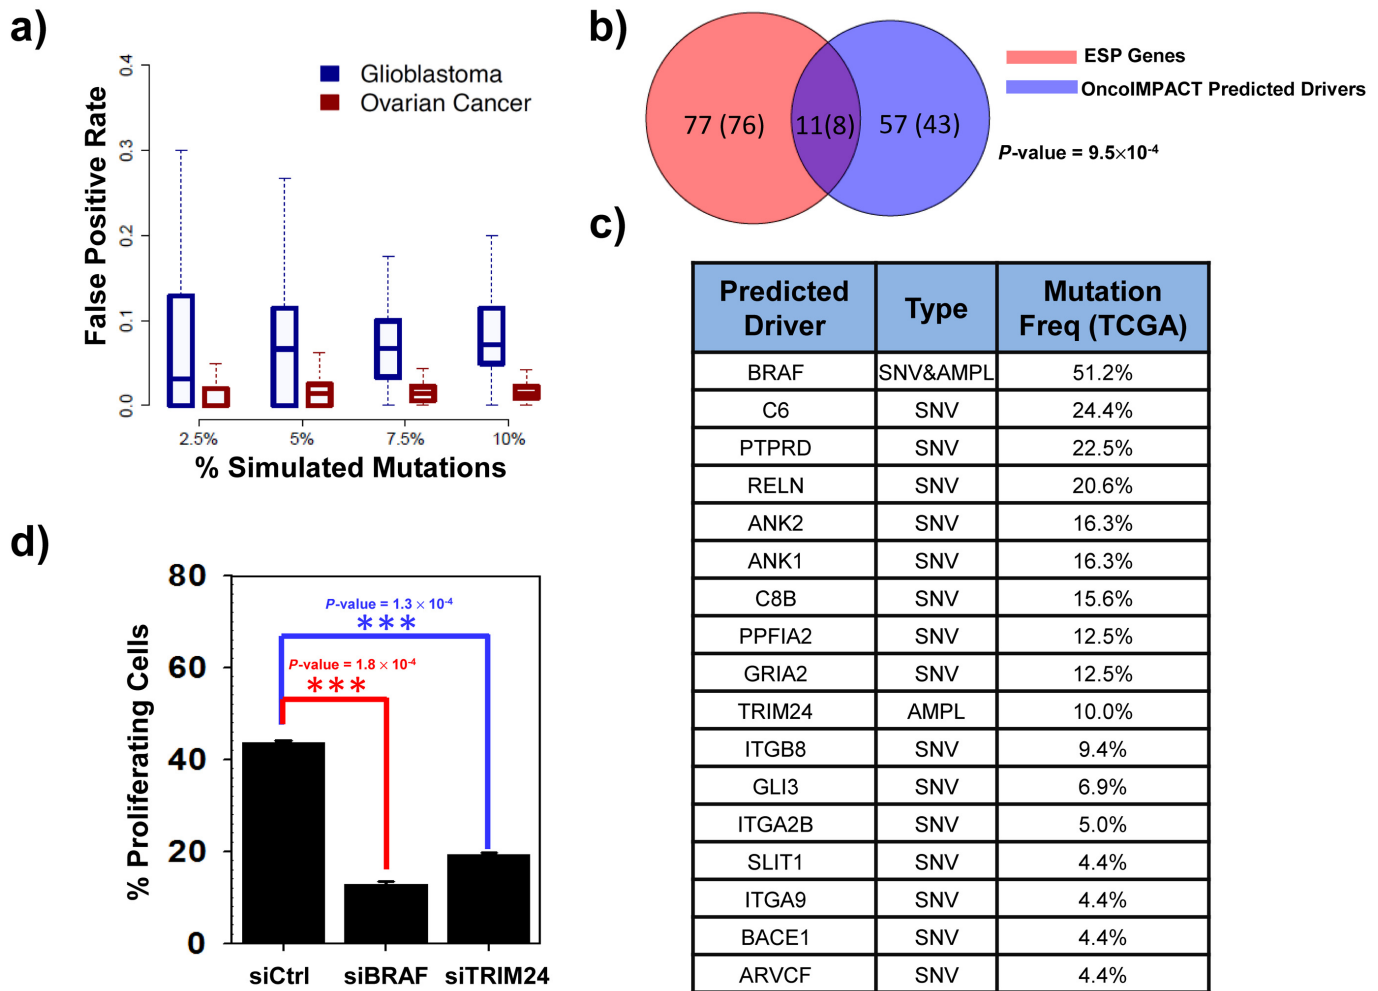 a)
False Positive Rate
0.4
0.3
0.2
0.1
0.0
Glioblastoma
Ovarian Cancer
2.5% 5% 7.5% 10%
% Simulated Mutations
b)
77 (76) 11(8) 57 (43)
ESP Genes
OncoIMPACT Predicted Drivers
P-value = 9.5×10-4
c)
Predicted Driver Type Mutation Freq (TCGA)
BRAF SNV&AMPL 51.2%
C6 SNV 24.4%
PTPRD SNV 22.5%
RELN SNV 20.6%
ANK2 SNV 16.3%
ANK1 SNV 16.3%
C8B SNV 15.6%
PPFIA2 SNV 12.5%
GRIA2 SNV 12.5%
TRIM24 AMPL 10.0%
ITGB8 SNV 9.4%
GLI3 SNV 6.9%
ITGA2B SNV 5.0%
SLIT1 SNV 4.4%
ITGA9 SNV 4.4%
BACE1 SNV 4.4%
ARVCF SNV 4.4%
d)
% Proliferating Cells
80
60
40
20
0
P-value = 1.3 × 10-4
***
P-value = 1.8 × 10-4
***
siCtrl siBRAF siTRIM24